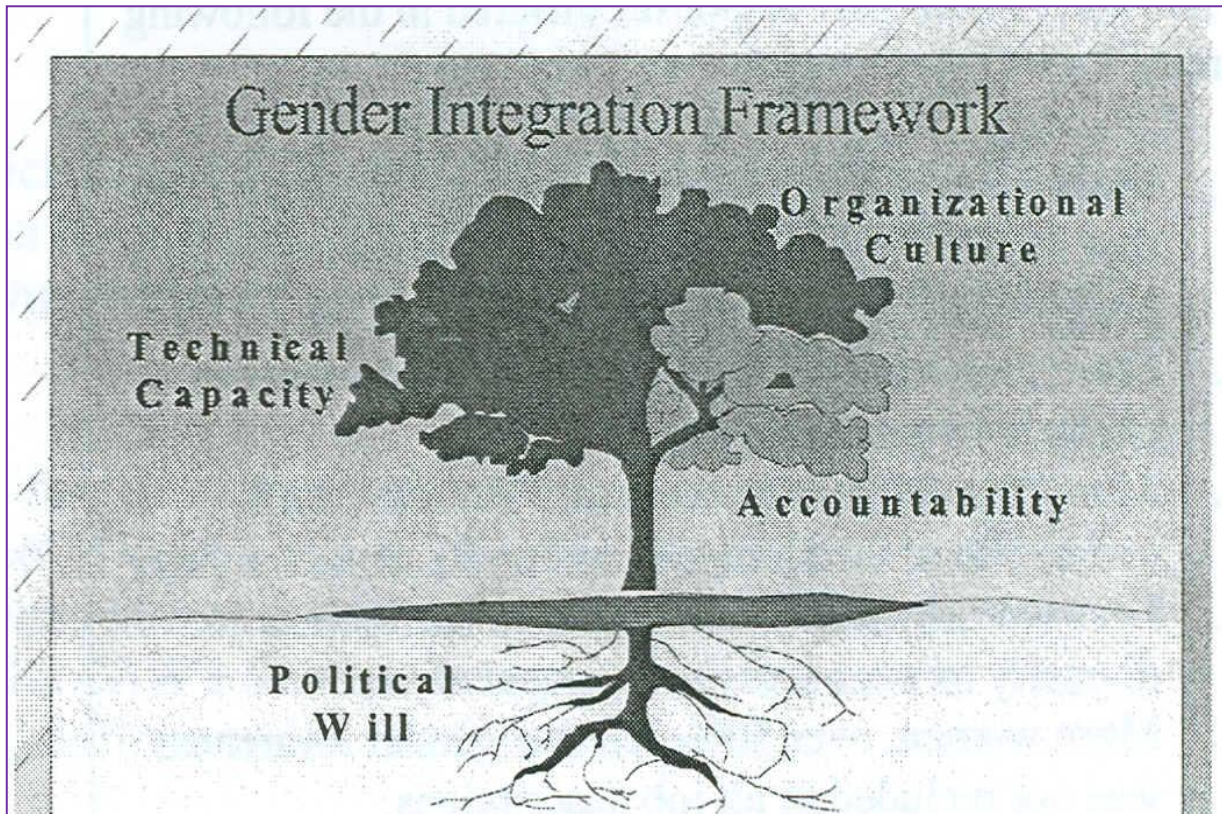 Gender Integration Framework
Organizational
Culture
Technical
Capacity
Accountability
Political
Will